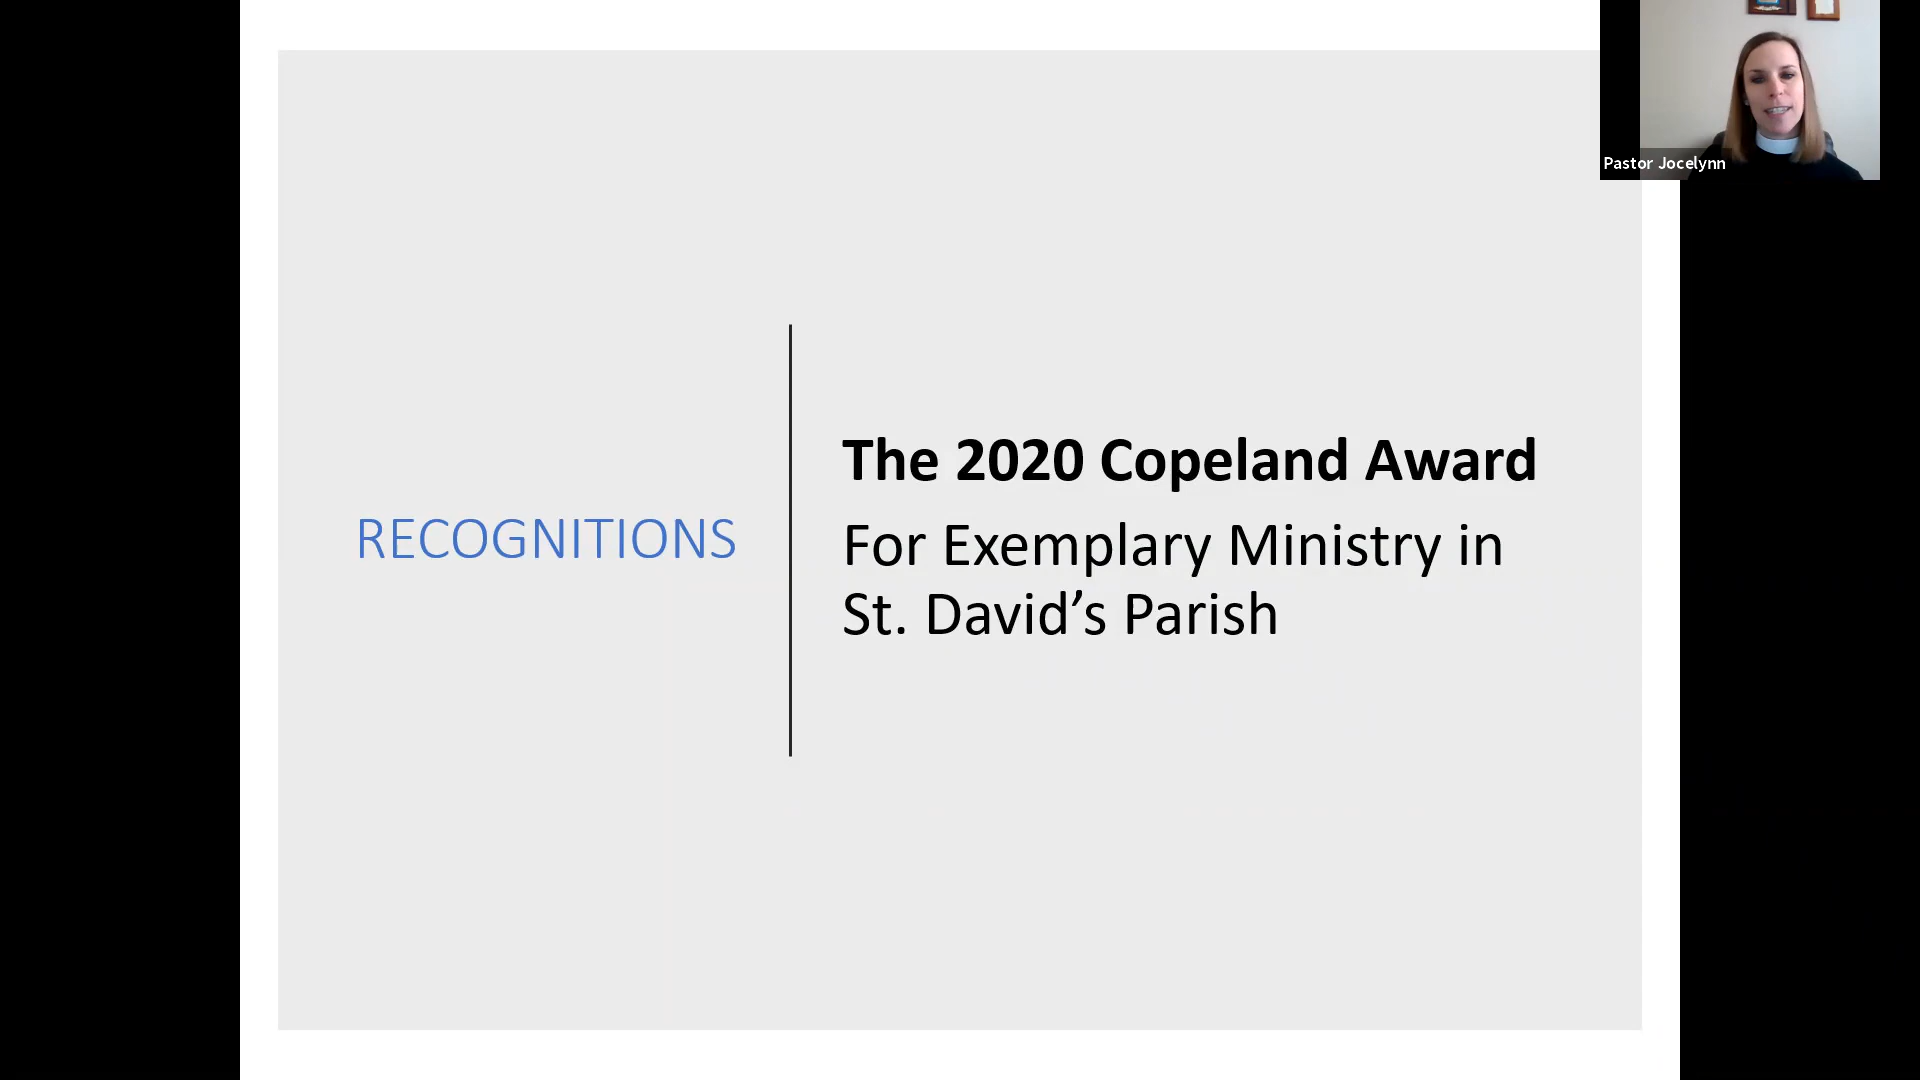 Pastor Jocelynn
RECOGNITIONS
The 2020 Copeland Award
For Exemplary Ministry in
St. David’s Parish